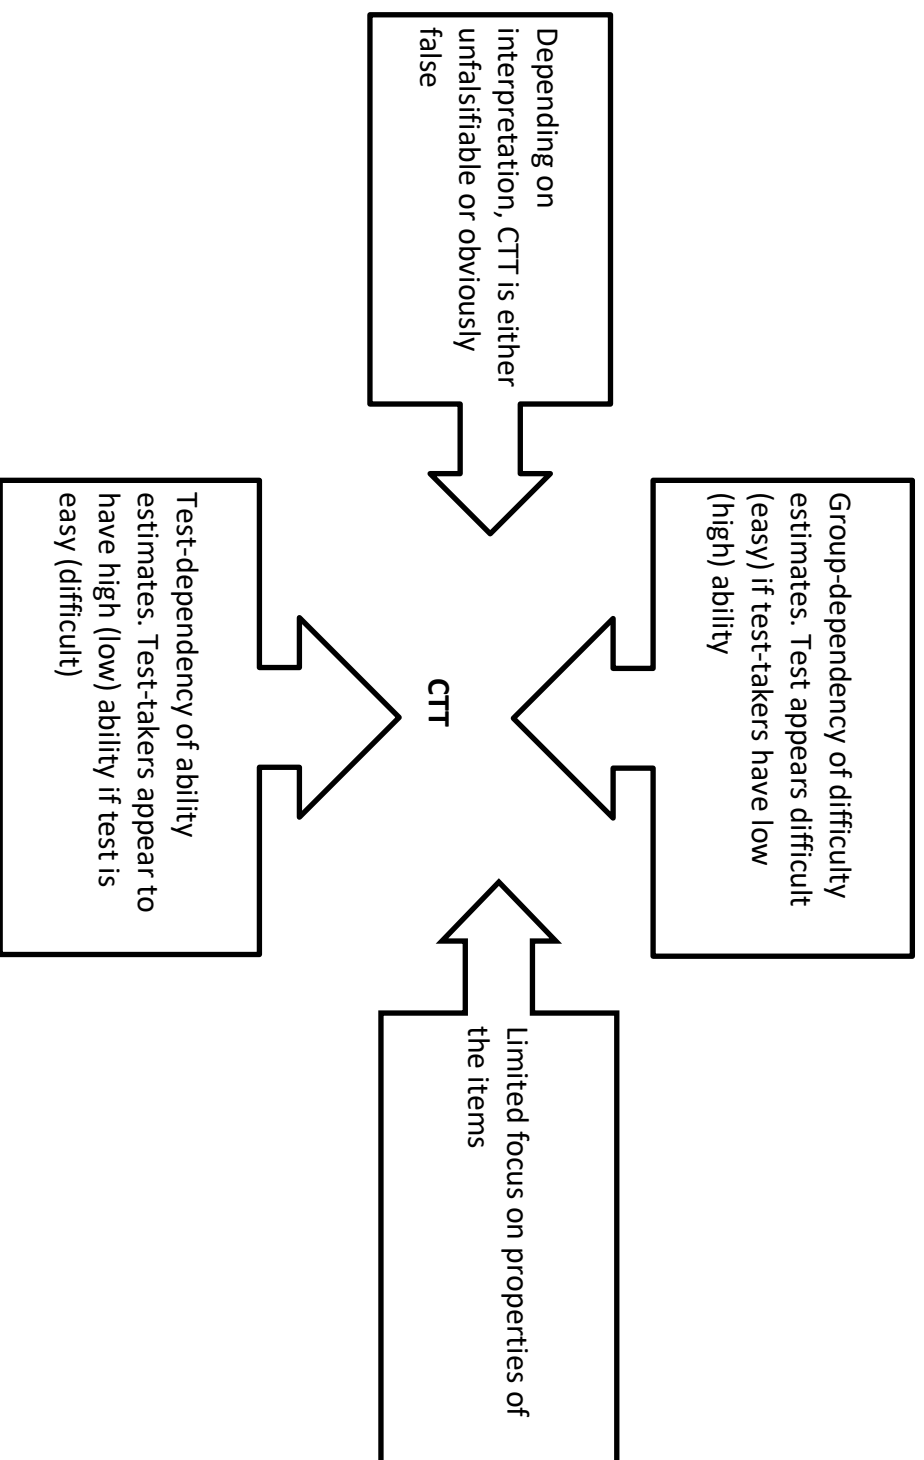 Group-dependency of difficulty
estimates. Test appears difficult
(easy) if test-takers have low
(high) ability
Depending on
interpretation, CTT is either
unfalsifiable or obviously
false
CTT
Limited focus on properties of
the items
Test-dependency of ability
estimates. Test-takers appear to
have high (low) ability if test is
easy (difficult)